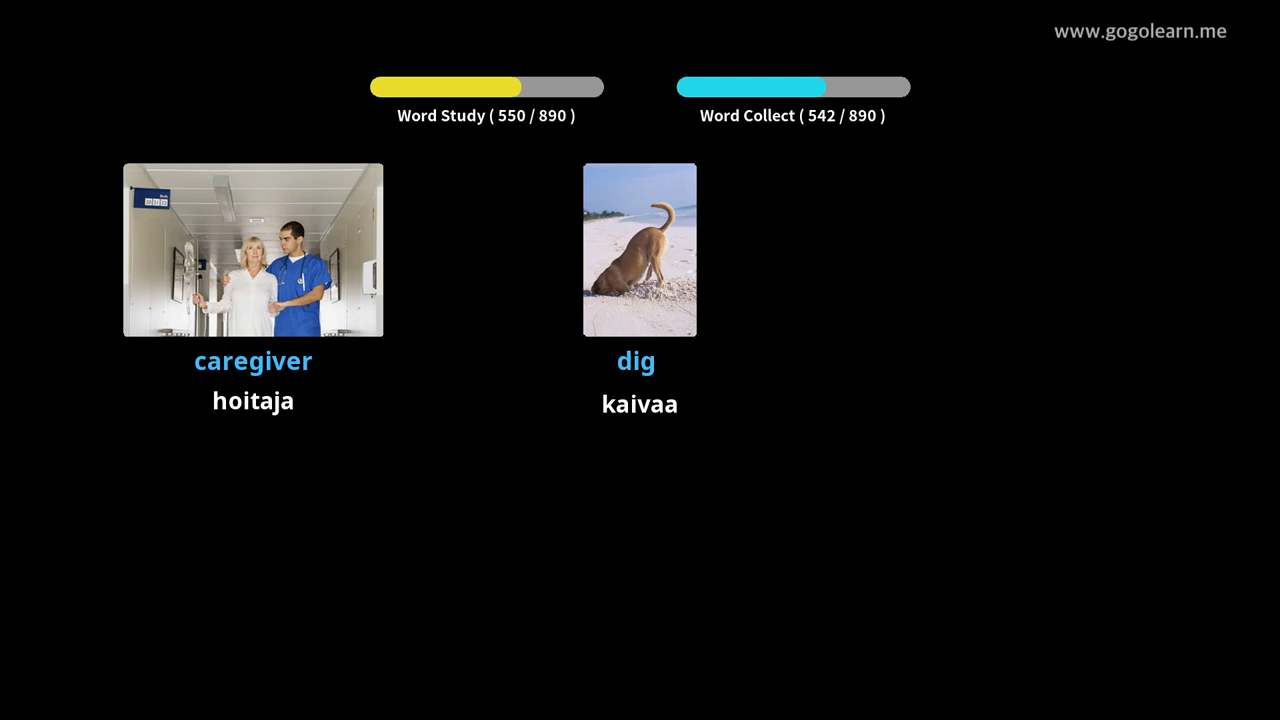 www.gogolearn.me
Word Study ( 550 / 890 )
Word Collect ( 542 / 890 )
caregiver
hoitaja
dig
kaivaa